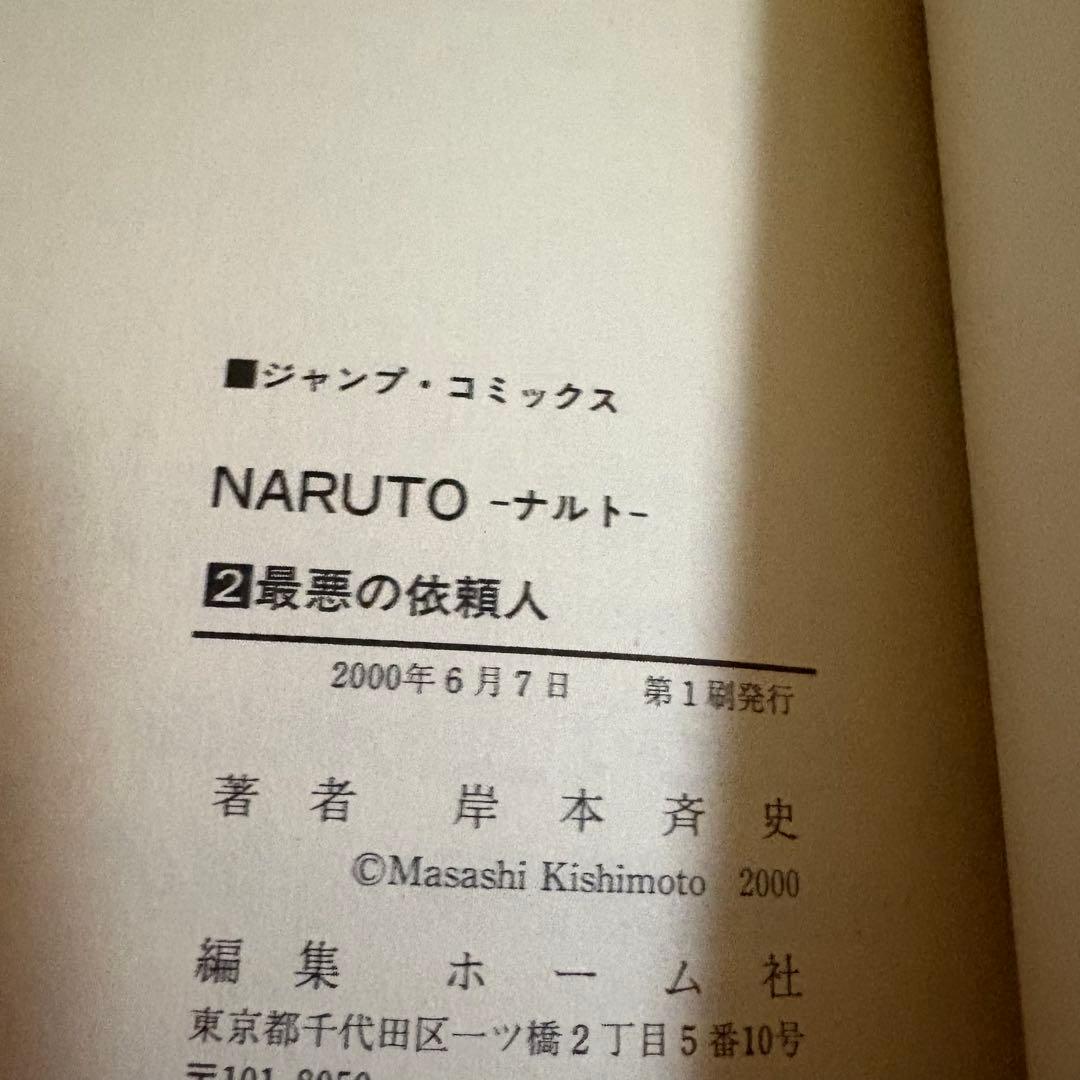 ■ジャンプ・コミックス
NARUTO -ナルト-
2最悪の依頼人
2000年6月7日　第1刷発行
著者　岸本斉史
©Masashi Kishimoto 2000
編集　ホーム社
東京都千代田区一ツ橋2丁目5番10号
〒101-8050